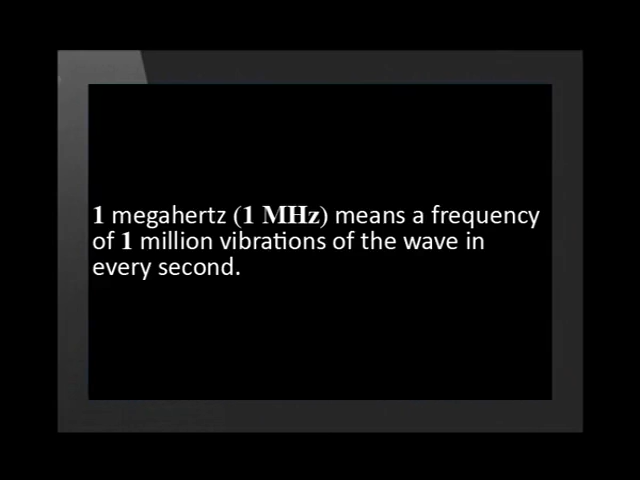 1 megahertz (1 MHz) means a frequency
of 1 million vibrations of the wave in
every second.